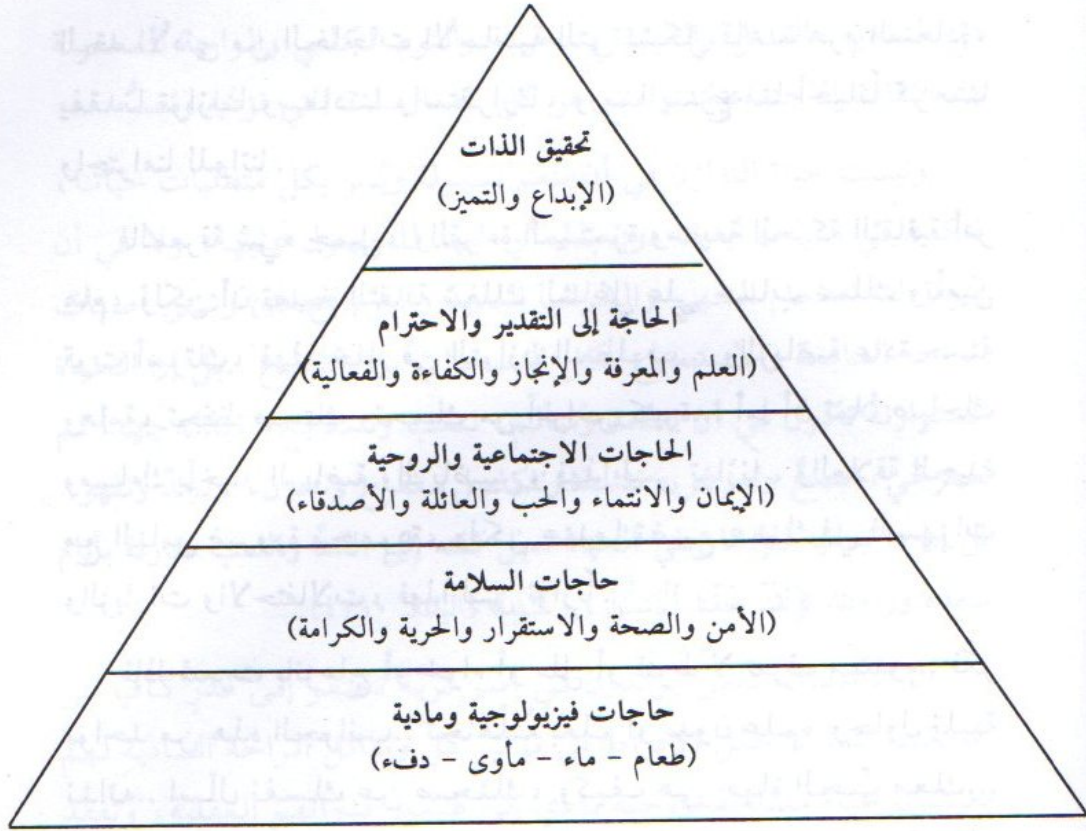 تحقيق الذات
(الإبداع والتميز)
الحاجة إلى التقدير والاحترام
(العلم والمعرفة والإنجاز والكفاءة والفعالية)
الحاجات الاجتماعية والروحية
(الإيمان والانتماء والحب والعائلة والأصدقاء)
حاجات السلامة
(الأمن والصحة والاستقرار والحرية والكرامة)
حاجات فيزيولوجية ومادية
(طعام - ماء - مأوى - دفء)